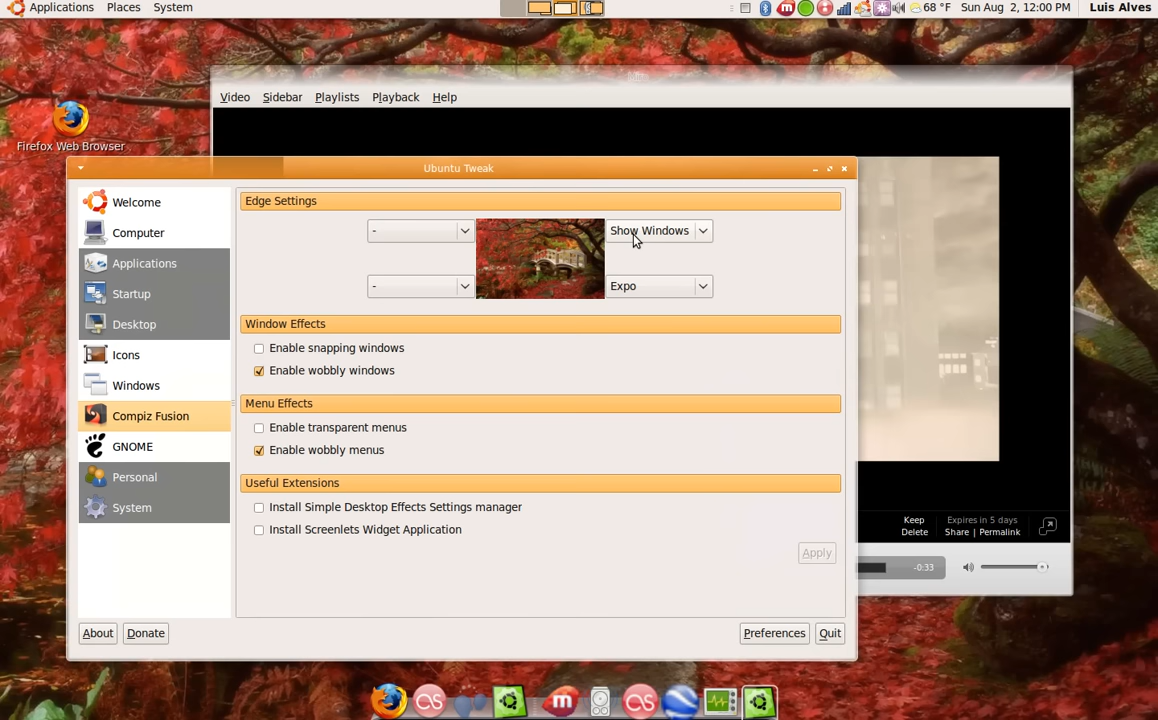 Applications Places System 68 °F Sun Aug 2, 12:00 PM Luis Alves
Video Sidebar Playlists Playback Help
Firefox Web Browser
Ubuntu Tweak
Welcome
Computer
Applications
Startup
Desktop
Icons
Windows
Compiz Fusion
GNOME
Personal
System
Edge Settings
- Show Windows
- Expo
Window Effects
Enable snapping windows
Enable wobbly windows
Menu Effects
Enable transparent menus
Enable wobbly menus
Useful Extensions
Install Simple Desktop Effects Settings manager
Install Screenlets Widget Application
Apply
Keep Expires in 5 days
Delete Share | Permalink
-0:33
About Donate Preferences Quit